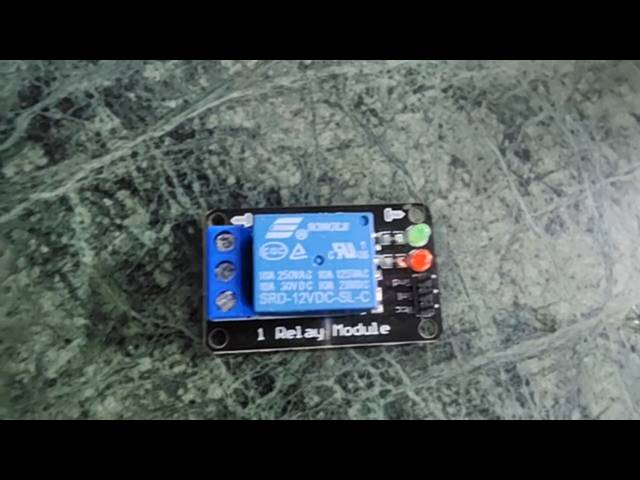 SONGLE
10A 250VAC 10A 125VAC
10A 30VDC 10A 28VDC
SRD-12VDC-SL-C
1 Relay Module